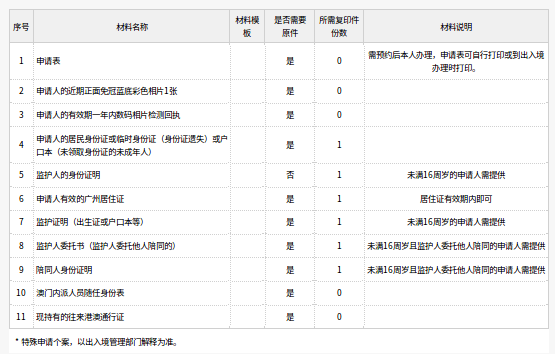 序号 材料名称 材料模板 是否需要原件 所需复印件份数 材料说明
1 申请表 是 0 需预约后本人办理，申请表可自行打印或到出入境办理时打印。
2 申请人的近期正面免冠蓝底彩色相片1张 是 0
3 申请人的有效期一年内数码相片检测回执 是 0
4 申请人的居民身份证或临时身份证（身份证遗失）或户口本（未领取身份证的未成年人） 是 1
5 监护人的身份证明 否 1 未满16周岁的申请人需提供
6 申请人有效的广州居住证 是 1 居住证有效期内即可
7 监护证明（出生证或户口本等） 是 1 未满16周岁的申请人需提供
8 监护人委托书（监护人委托他人陪同的） 是 1 未满16周岁且监护人委托他人陪同的申请人需提供
9 陪同人身份证明 是 1 未满16周岁且监护人委托他人陪同的申请人需提供
10 澳门内派人员随任身份表 是 0
11 现持有的往来港澳通行证 是 0
* 特殊申请个案，以出入境管理部门解释为准。